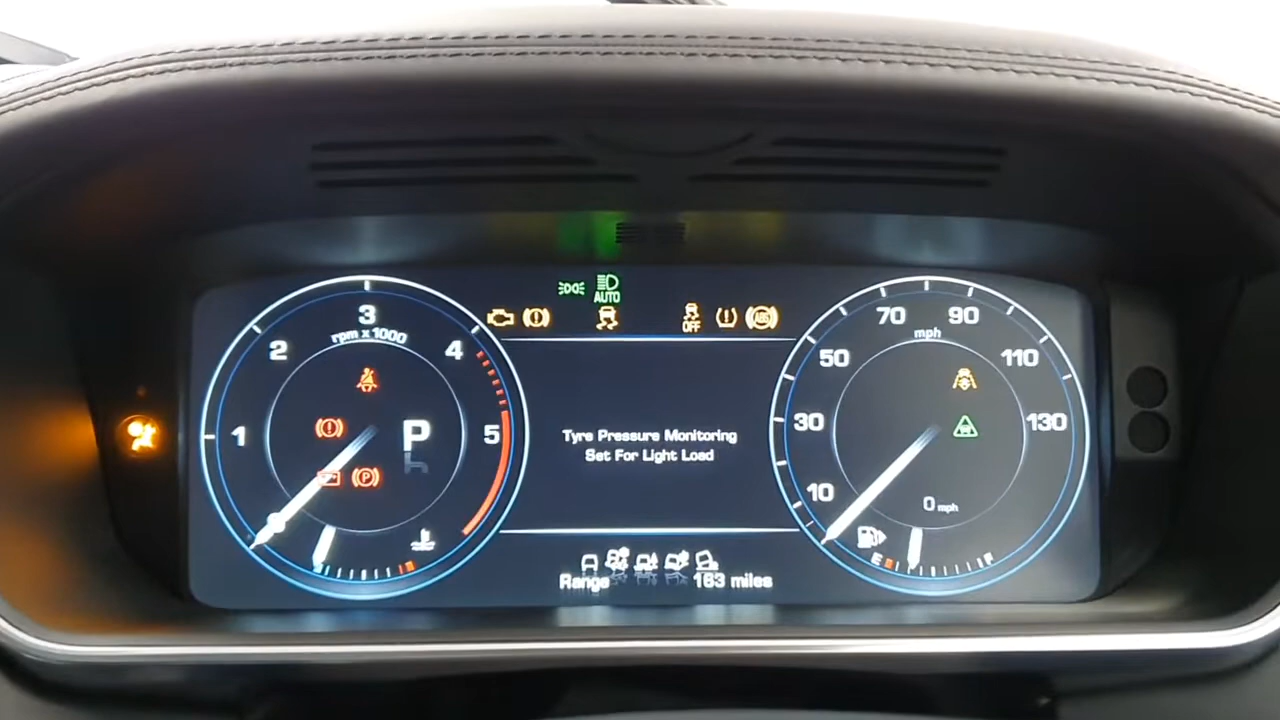 AUTO
OFF
ABS
3
rpm x 1000
2
4
1
5
P
P
Tyre Pressure Monitoring
Set For Light Load
70
90
mph
50
110
30
130
10
0 mph
E
F
Range 163 miles